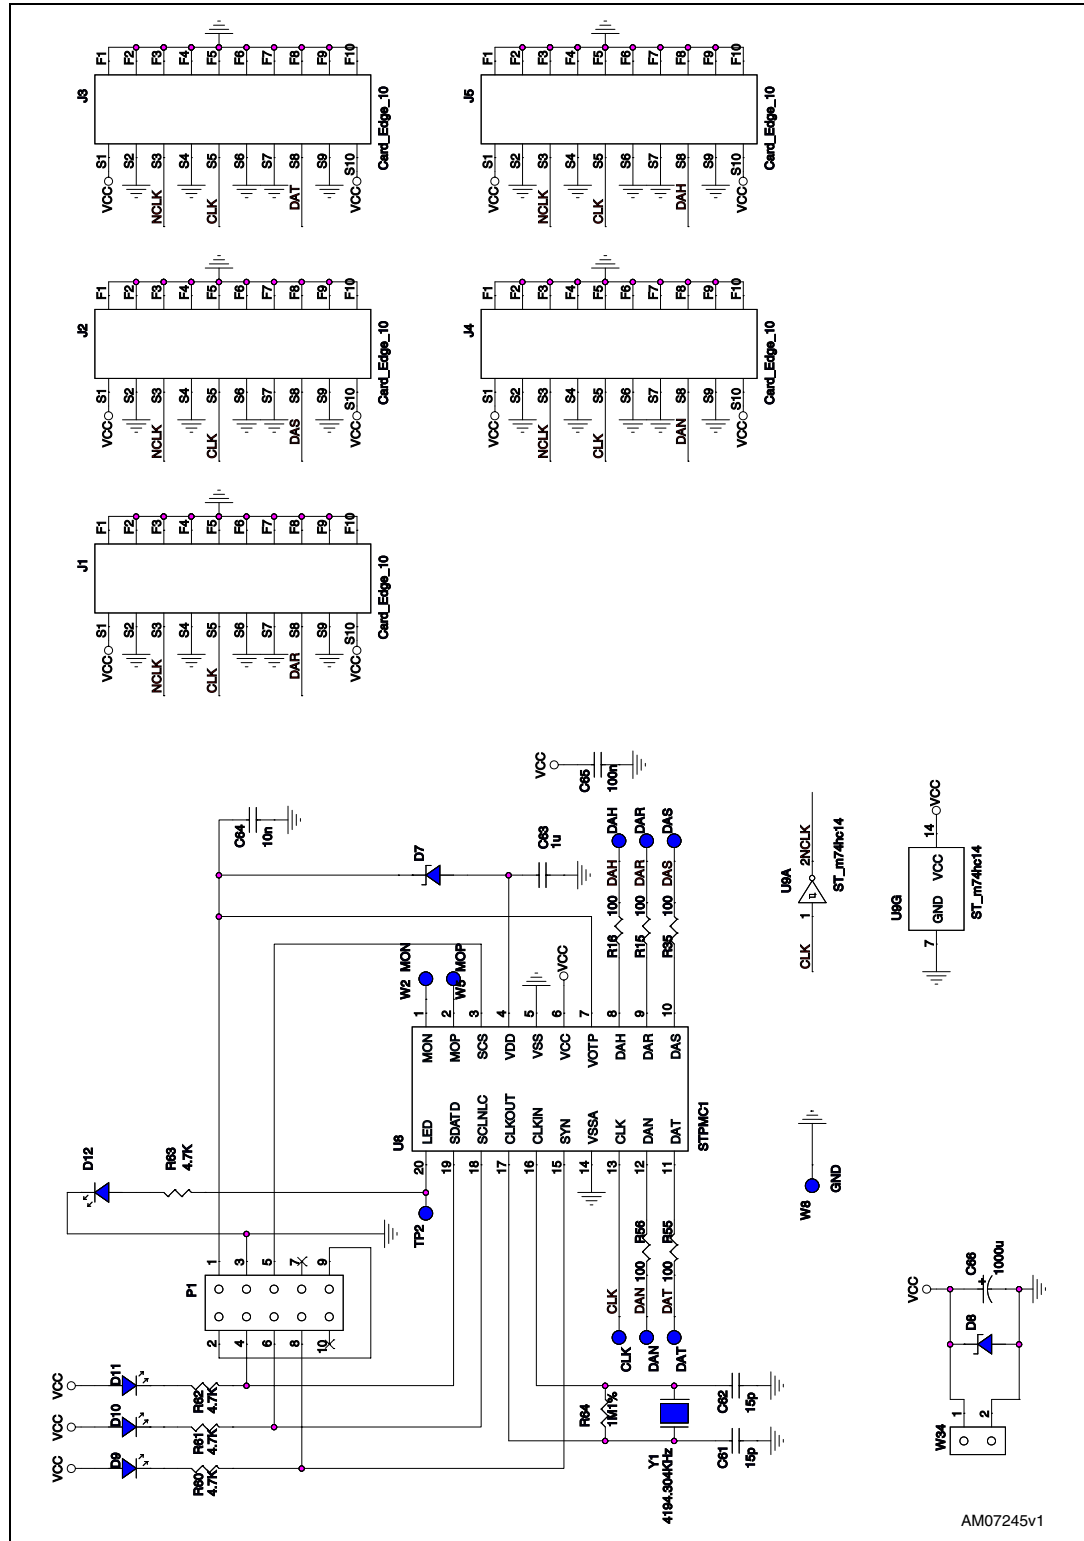 J3
F1 F2 F3 F4 F5 F6 F7 F8 F9 F10
S1 S2 S3 S4 S5 S6 S7 S8 S9 S10
Card_Edge_10
VCC NCLK CLK DAT VCC
J5
F1 F2 F3 F4 F5 F6 F7 F8 F9 F10
S1 S2 S3 S4 S5 S6 S7 S8 S9 S10
Card_Edge_10
VCC NCLK CLK DAH VCC
J2
F1 F2 F3 F4 F5 F6 F7 F8 F9 F10
S1 S2 S3 S4 S5 S6 S7 S8 S9 S10
Card_Edge_10
VCC NCLK CLK DAS VCC
J4
F1 F2 F3 F4 F5 F6 F7 F8 F9 F10
S1 S2 S3 S4 S5 S6 S7 S8 S9 S10
Card_Edge_10
VCC NCLK CLK DAN VCC
J1
F1 F2 F3 F4 F5 F6 F7 F8 F9 F10
S1 S2 S3 S4 S5 S6 S7 S8 S9 S10
Card_Edge_10
VCC NCLK CLK DAR VCC
VCC
C65
100n
C64
10n
D7
C63
1u
DAH DAR DAS
DAH DAR DAS
100 100 100
R16 R15 R35
W2 MON
W5 MOP
VCC
1 2 3 4 5 6 7 8 9 10
MON MOP SCS VDD VSS VCC VOTP DAH DAR DAS
U8
STPMC1
LED SDATD SCLNLC CLKOUT CLKIN SYN VSSA CLK DAN DAT
20 19 18 17 16 15 14 13 12 11
U9A
ST_m74hc14
CLK 1 2NCLK
U9G
ST_m74hc14
7 GND VCC 14 VCC
D12
R63
4.7K
TP2
P1
1 3 5 7 9
2 4 6 8 10
R56 R55
100 100
CLK DAN DAT
CLK DAN DAT
W8
GND
VCC VCC VCC
D11 D10 D9
R62 4.7K
R61 4.7K
R60 4.7K
R64
1M1%
Y1
4194.304KHz
C62
15p
C61
15p
VCC
C66
+
1000u
D8
W34
1 2
AM07245v1